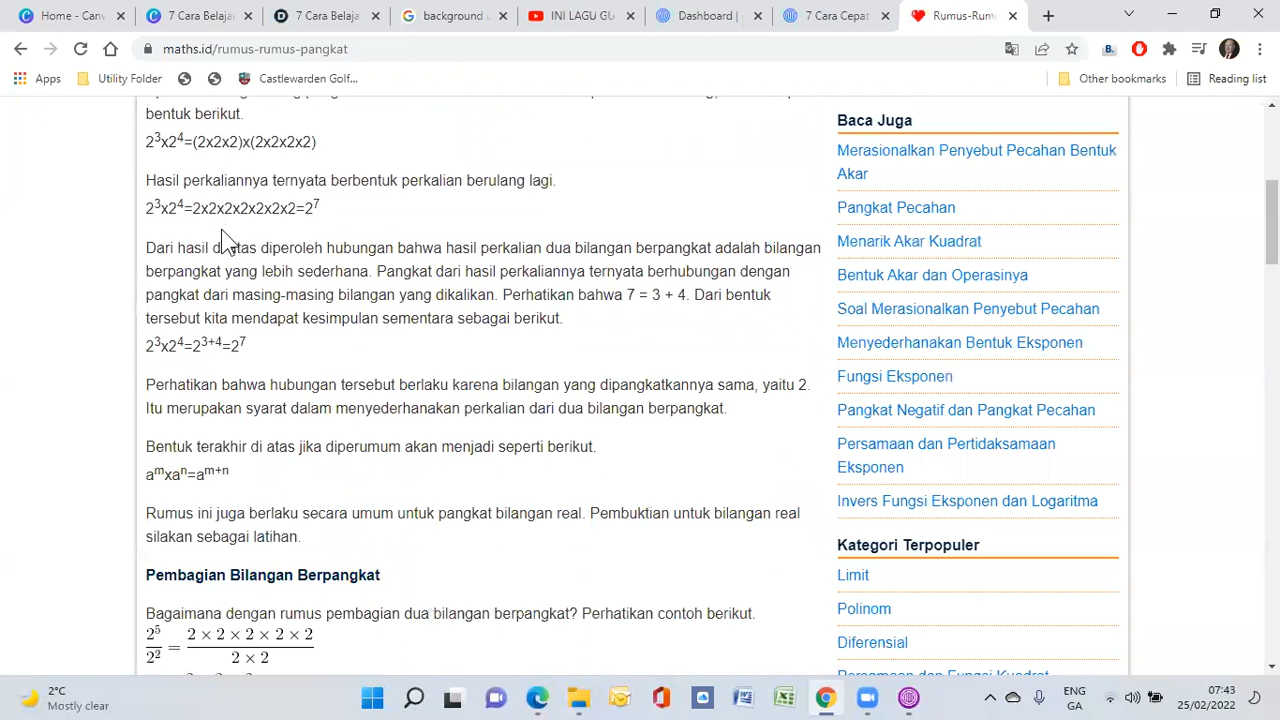 Home - Canv
7 Cara Belaja
7 Cara Belaja
background u
INI LAGU GU
Dashboard |
7 Cara Cepat
Rumus-Rum
maths.id/rumus-rumus-pangkat
Apps
Utility Folder
Castlewarden Golf...
Other bookmarks
Reading list
bentuk berikut.
2³x2⁴=(2x2x2)x(2x2x2x2)
Hasil perkaliannya ternyata berbentuk perkalian berulang lagi.
2³x2⁴=2x2x2x2x2x2x2=2⁷
Dari hasil di atas diperoleh hubungan bahwa hasil perkalian dua bilangan berpangkat adalah bilangan
berpangkat yang lebih sederhana. Pangkat dari hasil perkaliannya ternyata berhubungan dengan
pangkat dari masing-masing bilangan yang dikalikan. Perhatikan bahwa 7 = 3 + 4. Dari bentuk
tersebut kita mendapat kesimpulan sementara sebagai berikut.
2³x2⁴=2³⁺⁴=2⁷
Perhatikan bahwa hubungan tersebut berlaku karena bilangan yang dipangkatkannya sama, yaitu 2.
Itu merupakan syarat dalam menyederhanakan perkalian dari dua bilangan berpangkat.
Bentuk terakhir di atas jika diperumum akan menjadi seperti berikut.
aᵐxaⁿ=aᵐ⁺ⁿ
Rumus ini juga berlaku secara umum untuk pangkat bilangan real. Pembuktian untuk bilangan real
silakan sebagai latihan.
Pembagian Bilangan Berpangkat
Bagaimana dengan rumus pembagian dua bilangan berpangkat? Perhatikan contoh berikut.
2⁵/2² = (2 × 2 × 2 × 2 × 2)/(2 × 2)
Baca Juga
Merasionalkan Penyebut Pecahan Bentuk
Akar
Pangkat Pecahan
Menarik Akar Kuadrat
Bentuk Akar dan Operasinya
Soal Merasionalkan Penyebut Pecahan
Menyederhanakan Bentuk Eksponen
Fungsi Eksponen
Pangkat Negatif dan Pangkat Pecahan
Persamaan dan Pertidaksamaan
Eksponen
Invers Fungsi Eksponen dan Logaritma
Kategori Terpopuler
Limit
Polinom
Diferensial
Persamaan dan Fungsi Kuadrat
2°C
Mostly clear
ENG
GA
07:43
25/02/2022